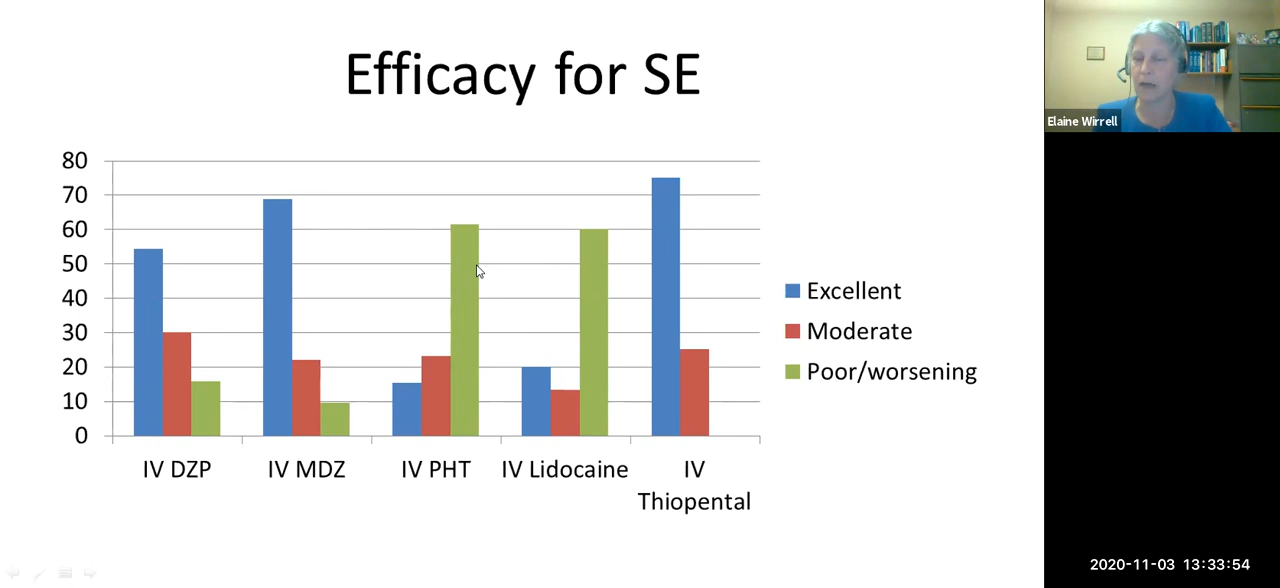 Efficacy for SE
80
70
60
50
40
30
20
10
0
IV DZP
IV MDZ
IV PHT
IV Lidocaine
IV
Thiopental
Excellent
Moderate
Poor/worsening
Elaine Wirrell
2020-11-03 13:33:54